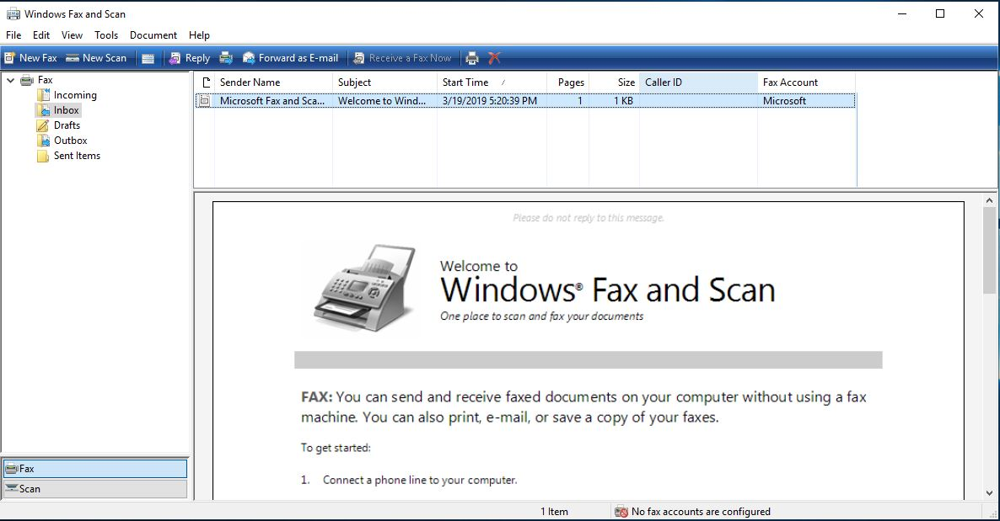 Windows Fax and Scan
File Edit View Tools Document Help
New Fax New Scan Reply Forward as E-mail Receive a Fax Now
Fax
Incoming
Inbox
Drafts
Outbox
Sent Items
Sender Name Subject Start Time Pages Size Caller ID Fax Account
Microsoft Fax and Sca... Welcome to Wind... 3/19/2019 5:20:39 PM 1 1 KB Microsoft
Please do not reply to this message.
Welcome to
Windows® Fax and Scan
One place to scan and fax your documents
FAX: You can send and receive faxed documents on your computer without using a fax
machine. You can also print, e-mail, or save a copy of your faxes.
To get started:
1. Connect a phone line to your computer.
Fax
Scan
1 Item No fax accounts are configured